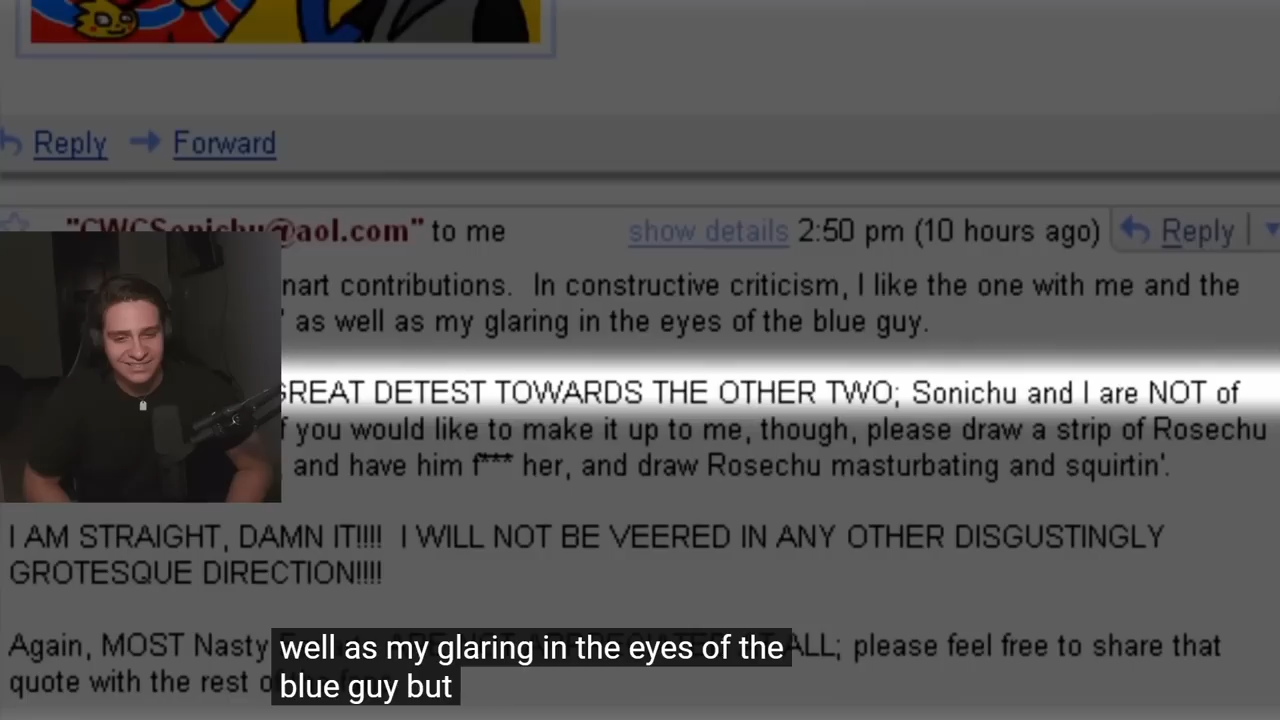 Reply Forward
"CWCSonichu@aol.com" to me show details 2:50 pm (10 hours ago) Reply
nart contributions. In constructive criticism, I like the one with me and the
' as well as my glaring in the eyes of the blue guy.
GREAT DETEST TOWARDS THE OTHER TWO; Sonichu and I are NOT of
f you would like to make it up to me, though, please draw a strip of Rosechu
and have him f*** her, and draw Rosechu masturbating and squirtin'.
I AM STRAIGHT, DAMN IT!!!! I WILL NOT BE VEERED IN ANY OTHER DISGUSTINGLY
GROTESQUE DIRECTION!!!!
Again, MOST Nasty ALL; please feel free to share that
quote with the rest o
well as my glaring in the eyes of the
blue guy but